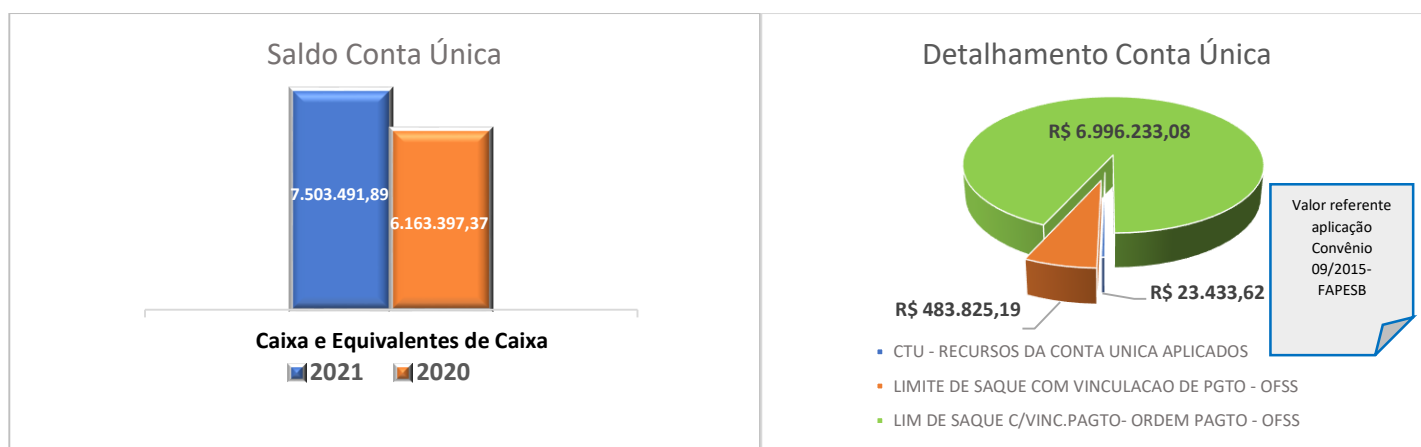 Saldo Conta Única
7.503.491,89
6.163.397,37
Caixa e Equivalentes de Caixa
2021 2020
Detalhamento Conta Única
R$ 6.996.233,08
R$ 483.825,19
R$ 23.433,62
Valor referente
aplicação
Convênio
09/2015-
FAPESB
CTU - RECURSOS DA CONTA UNICA APLICADOS
LIMITE DE SAQUE COM VINCULACAO DE PGTO - OFSS
LIM DE SAQUE C/VINC.PAGTO- ORDEM PAGTO - OFSS